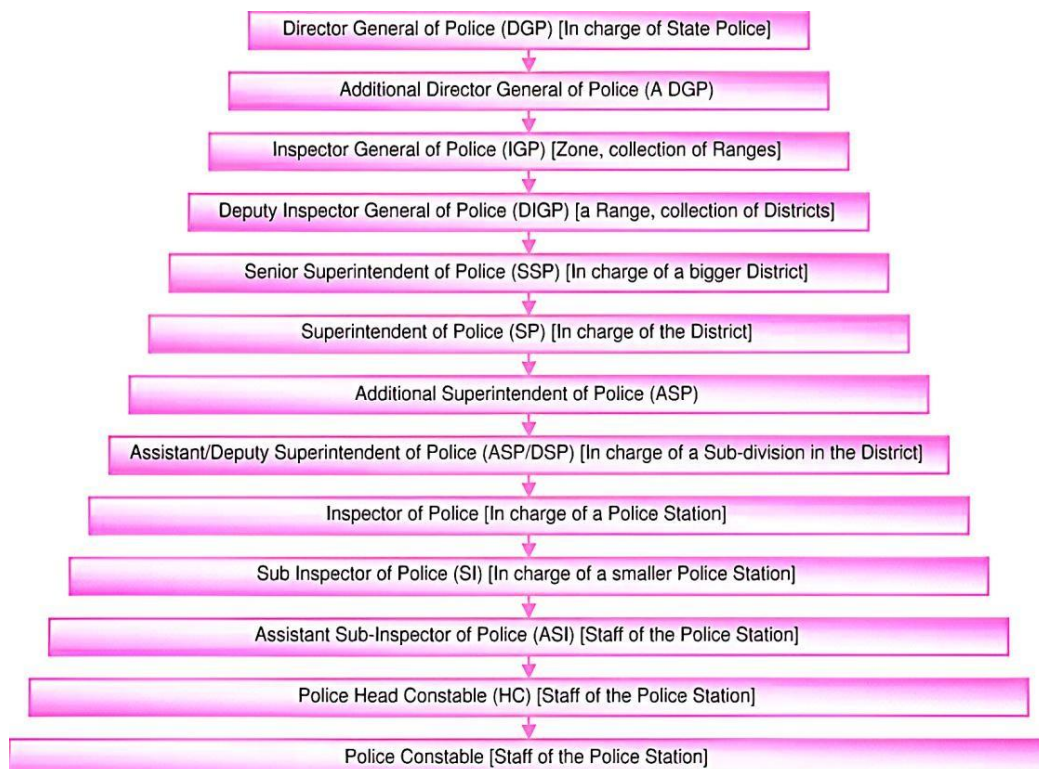 Director General of Police (DGP) [In charge of State Police]
Additional Director General of Police (A DGP)
Inspector General of Police (IGP) [Zone, collection of Ranges]
Deputy Inspector General of Police (DIGP) [a Range, collection of Districts]
Senior Superintendent of Police (SSP) [In charge of a bigger District]
Superintendent of Police (SP) [In charge of the District]
Additional Superintendent of Police (ASP)
Assistant/Deputy Superintendent of Police (ASP/DSP) [In charge of a Sub-division in the District]
Inspector of Police [In charge of a Police Station]
Sub Inspector of Police (SI) [In charge of a smaller Police Station]
Assistant Sub-Inspector of Police (ASI) [Staff of the Police Station]
Police Head Constable (HC) [Staff of the Police Station]
Police Constable [Staff of the Police Station]